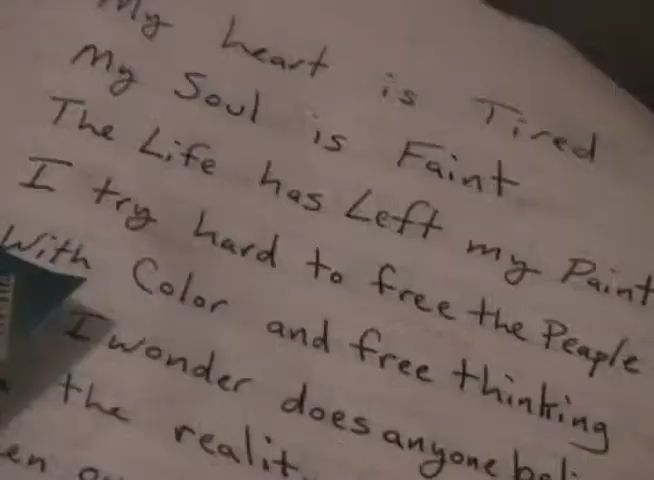 My heart is Tired
My Soul is Faint
The Life has Left my Paint
I try hard to free the People
With Color and free thinking
I wonder does anyone
the